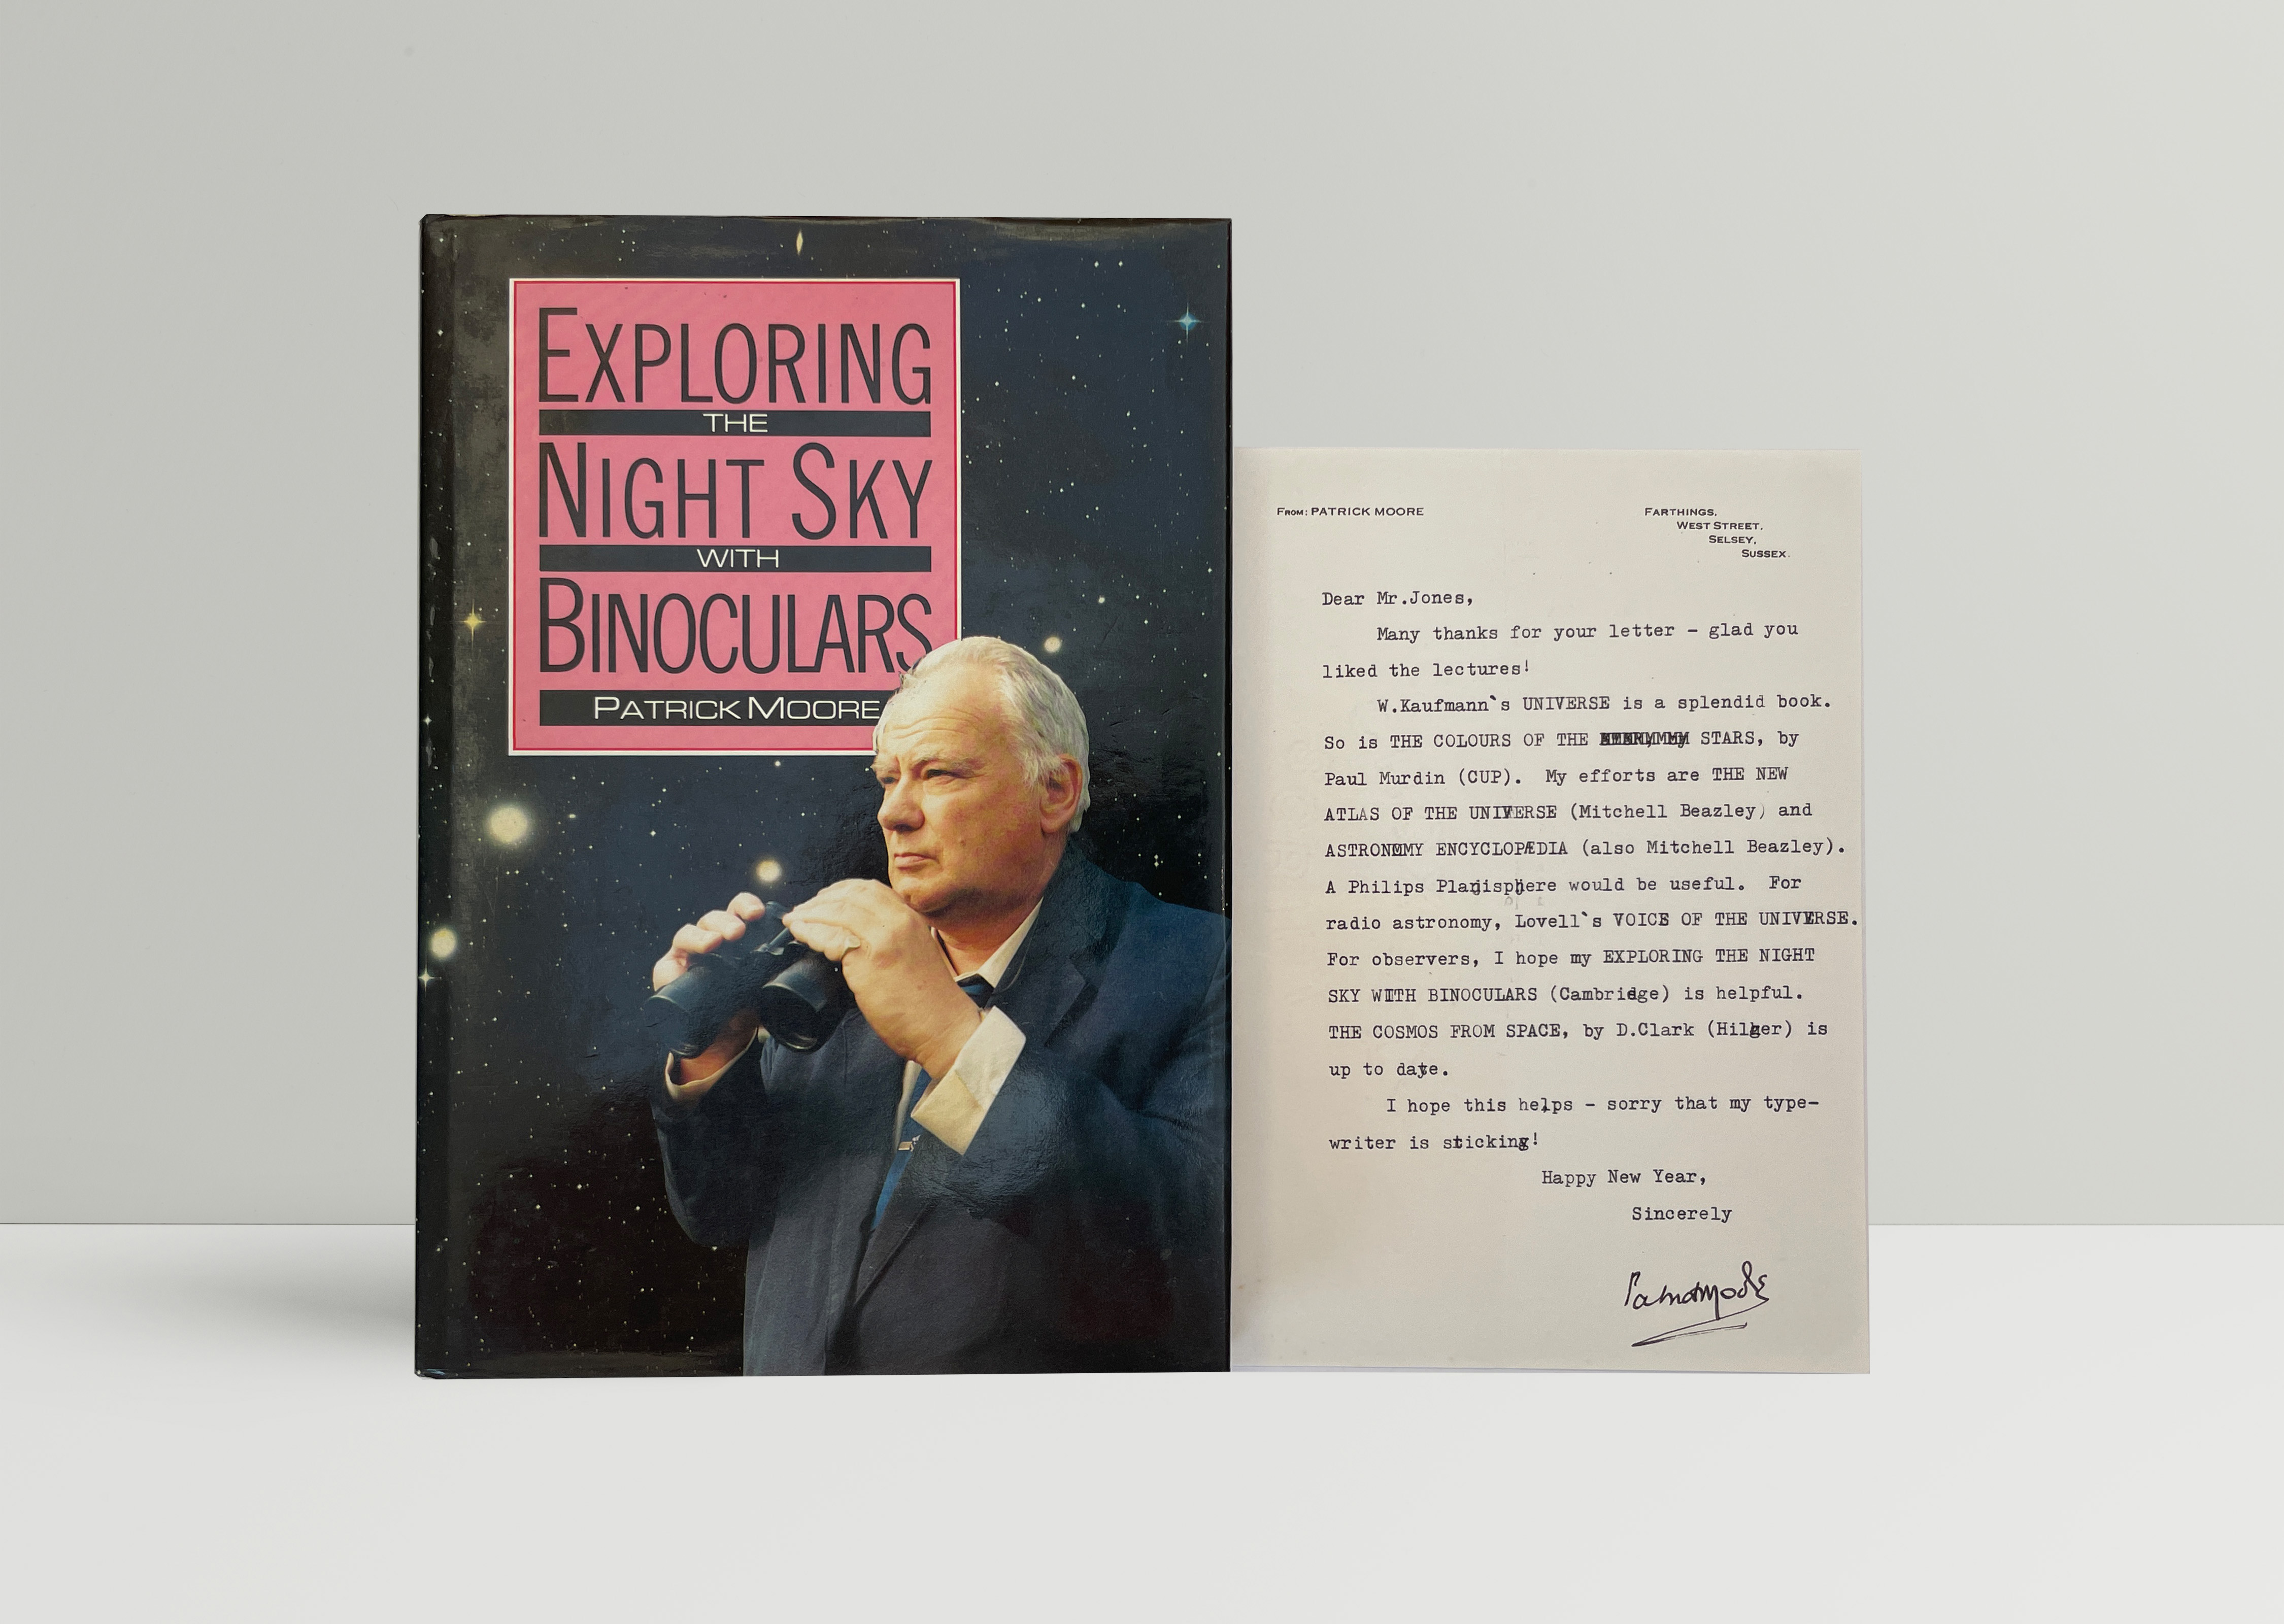 EXPLORING
THE
NIGHT SKY
WITH
BINOCULARS
PATRICK MOORE
FROM: PATRICK MOORE
FARTHINGS,
WEST STREET,
SELSEY,
SUSSEX.
Dear Mr.Jones,
Many thanks for your letter – glad you
liked the lectures!
W.Kaufmann`s UNIVERSE is a splendid book.
So is THE COLOURS OF THE STARS, by
Paul Murdin (CUP). My efforts are THE NEW
ATLAS OF THE UNIVERSE (Mitchell Beazley) and
ASTRONOMY ENCYCLOPÆDIA (also Mitchell Beazley).
A Philips Planisphere would be useful. For
radio astronomy, Lovell`s VOICE OF THE UNIVERSE.
For observers, I hope my EXPLORING THE NIGHT
SKY WITH BINOCULARS (Cambridge) is helpful.
THE COSMOS FROM SPACE, by D.Clark (Hilger) is
up to date.
I hope this helps – sorry that my type-
writer is sticking!
Happy New Year,
Sincerely
Patrick Moore